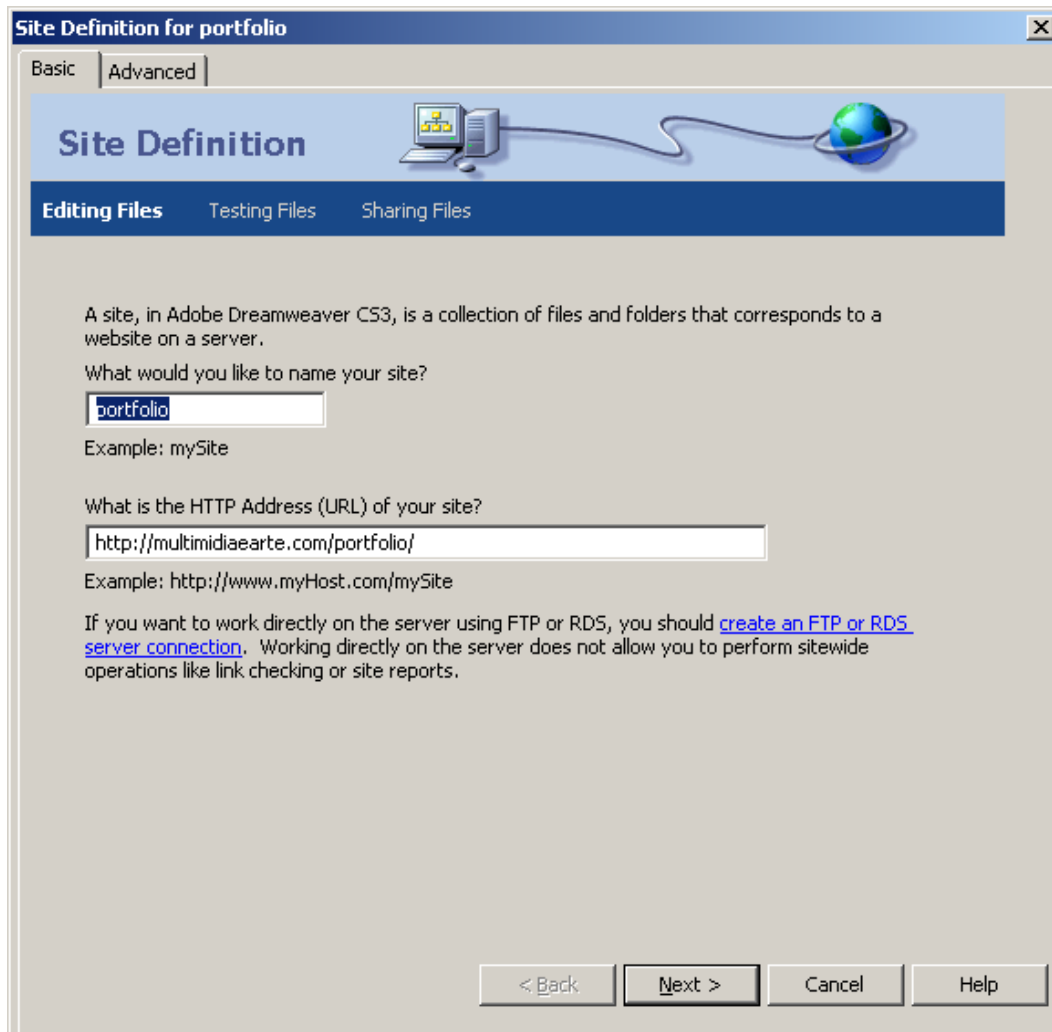 Site Definition for portfolio
Basic
Advanced
Site Definition
Editing Files
Testing Files
Sharing Files
A site, in Adobe Dreamweaver CS3, is a collection of files and folders that corresponds to a
website on a server.
What would you like to name your site?
portfolio
Example: mySite
What is the HTTP Address (URL) of your site?
http://multimidiaearte.com/portfolio/
Example: http://www.myHost.com/mySite
If you want to work directly on the server using FTP or RDS, you should create an FTP or RDS
server connection. Working directly on the server does not allow you to perform sitewide
operations like link checking or site reports.
< Back
Next >
Cancel
Help